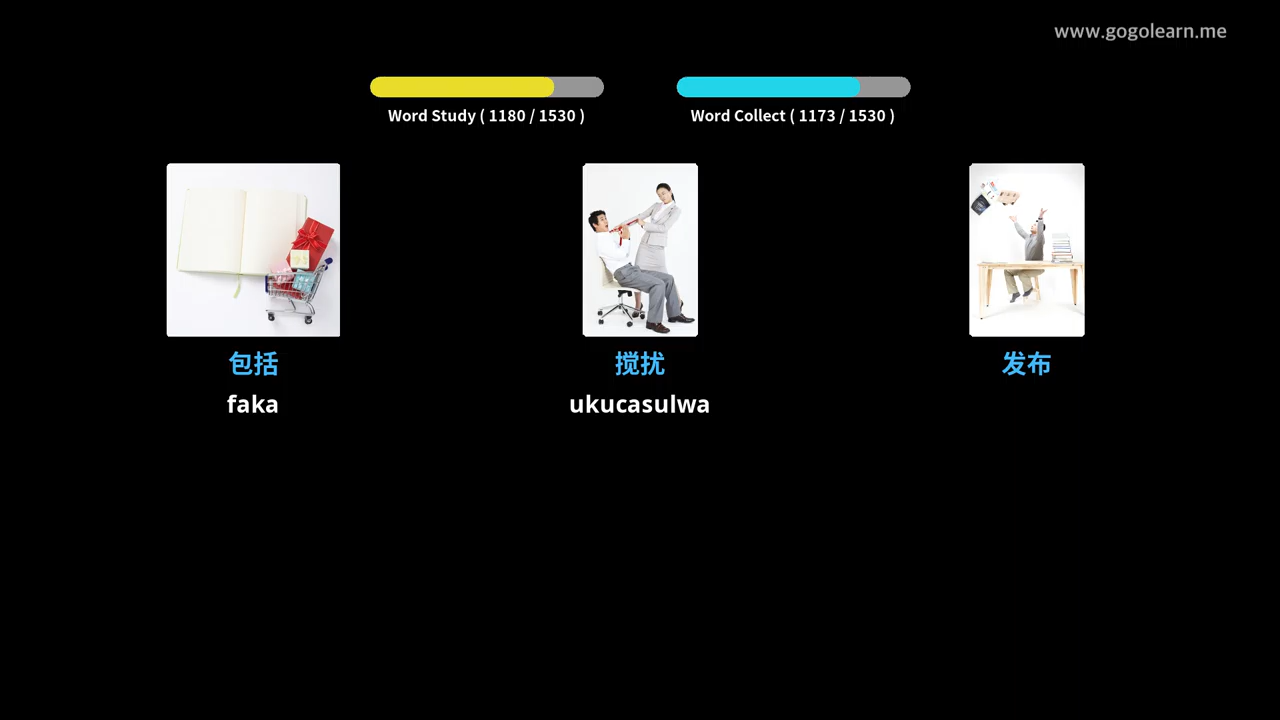 www.gogolearn.me
Word Study ( 1180 / 1530 )
Word Collect ( 1173 / 1530 )
包括
搅扰
发布
faka
ukucasulwa